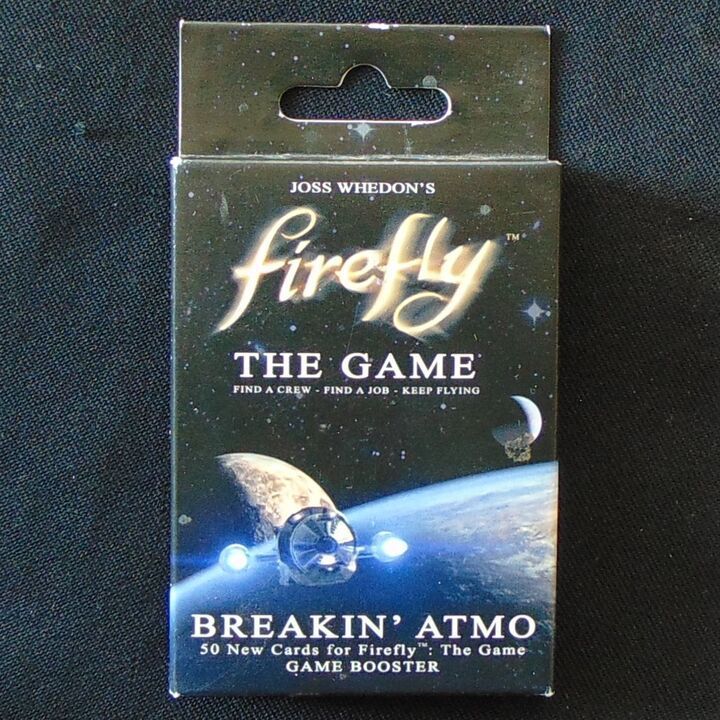 JOSS WHEDON'S
firefly™
THE GAME
FIND A CREW - FIND A JOB - KEEP FLYING
BREAKIN' ATMO
50 New Cards for Firefly™: The Game
GAME BOOSTER